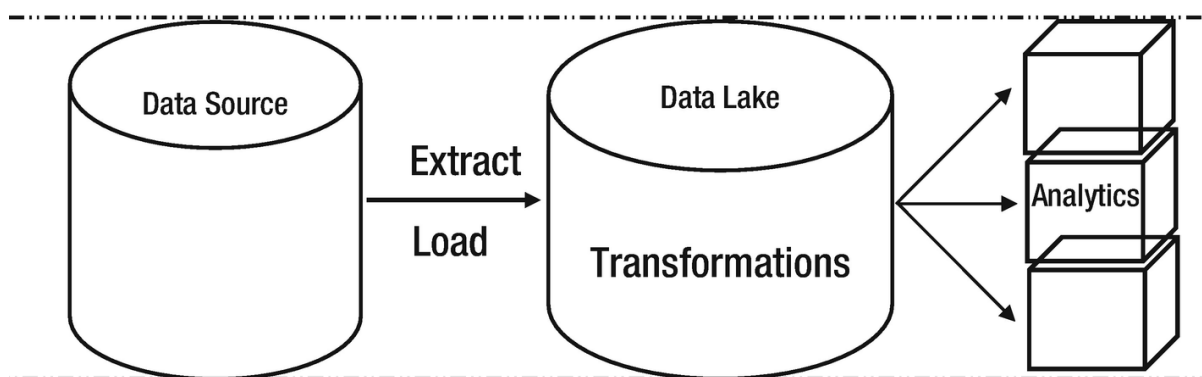 Data Source
Extract
Load
Data Lake
Transformations
Analytics